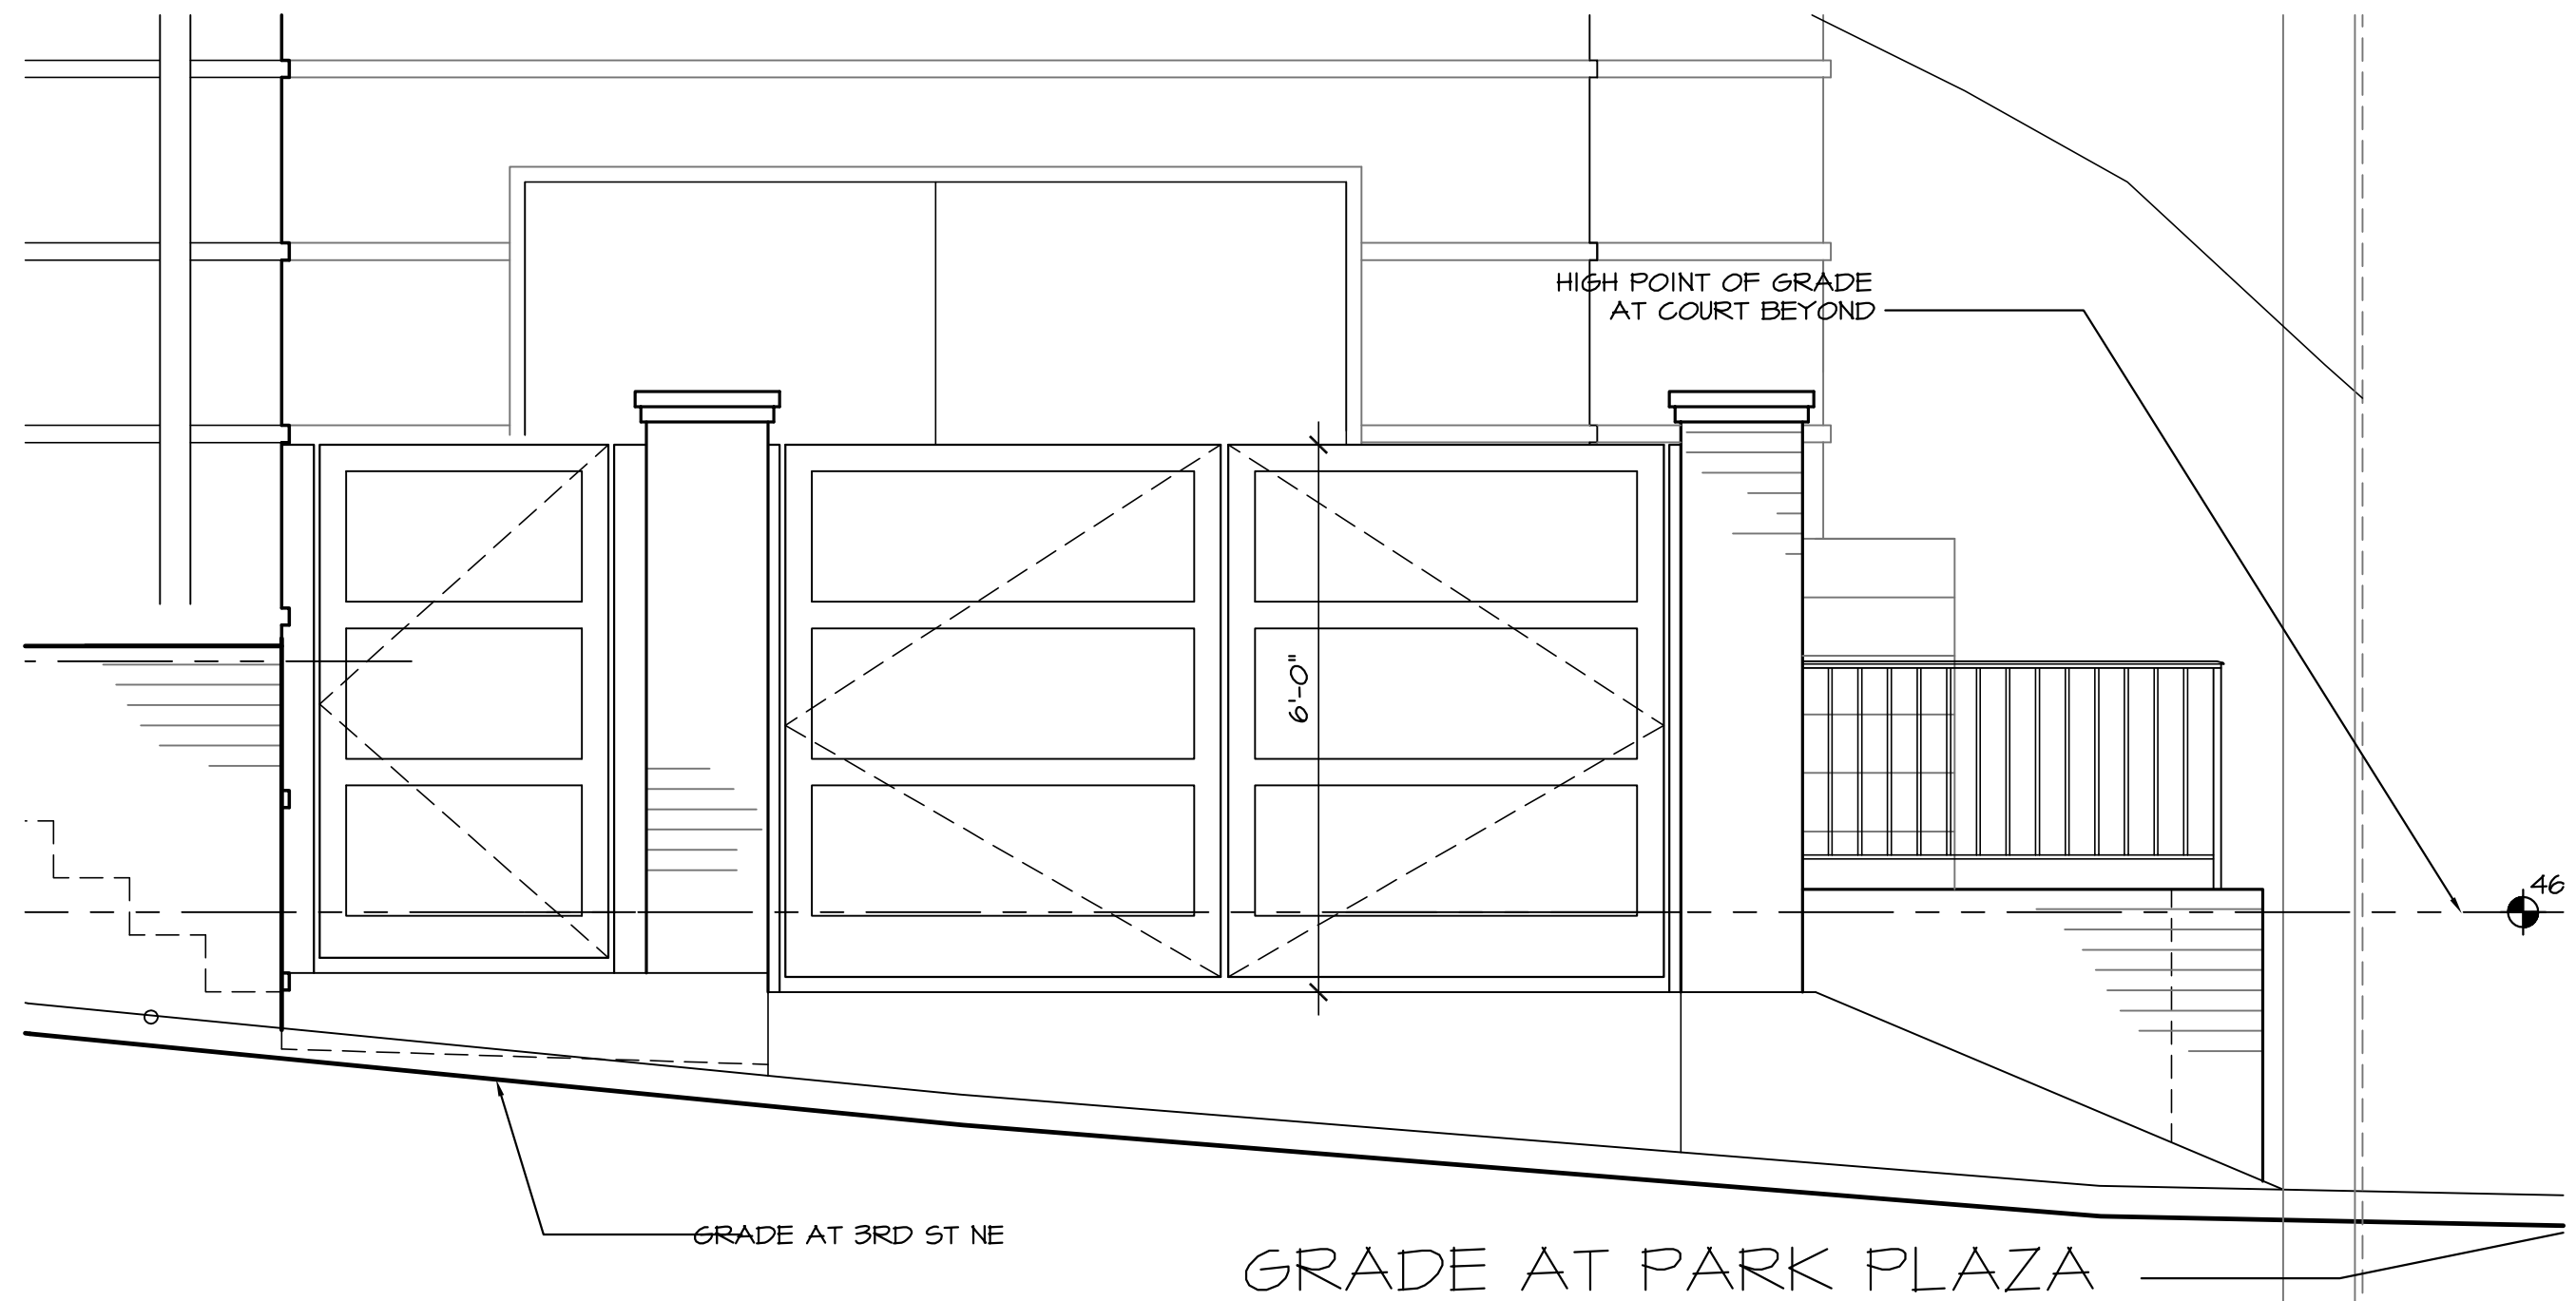 HIGH POINT OF GRADE
AT COURT BEYOND
6'-0"
46
GRADE AT 3RD ST NE
GRADE AT PARK PLAZA